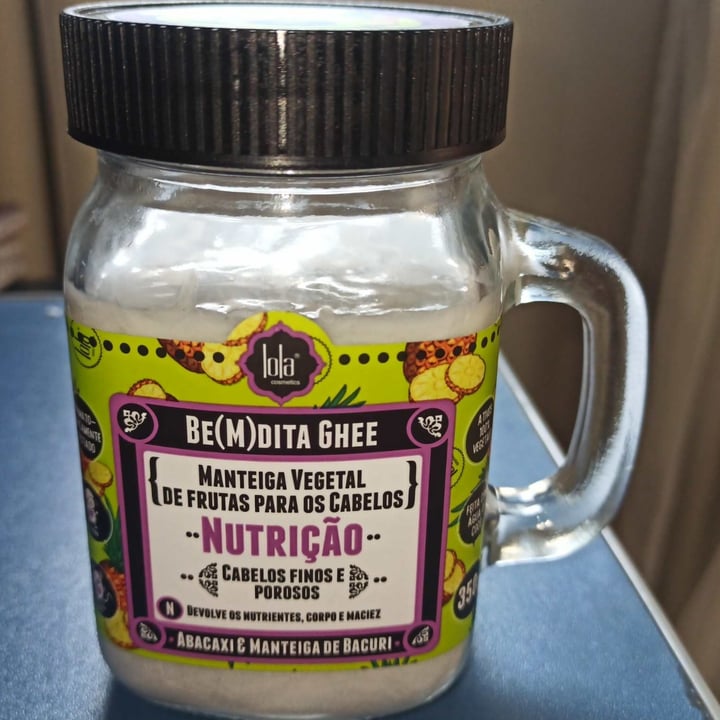 lola
cosmetics
BE(M)DITA GHEE
MANTEIGA VEGETAL
DE FRUTAS PARA OS CABELOS
NUTRIÇÃO
CABELOS FINOS E
POROSOS
N DEVOLVE OS NUTRIENTES, CORPO E MACIEZ
ABACAXI & MANTEIGA DE BACURI